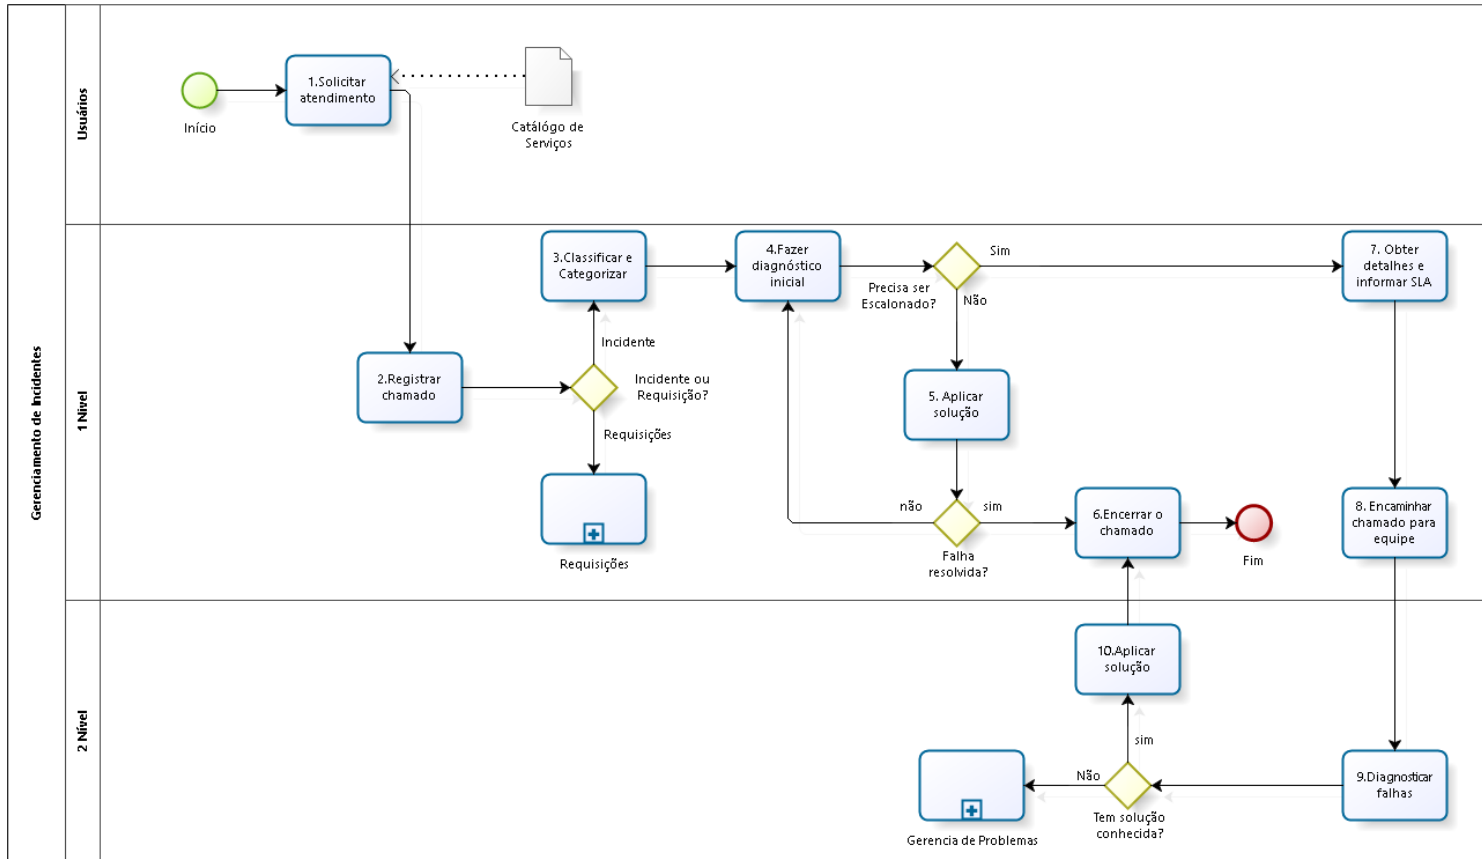 Gerenciamento de Incidentes
Usuários
Início
1.Solicitar
atendimento
Catálógo de
Serviços
1 Nível
2.Registrar
chamado
Incidente ou
Requisição?
Incidente
3.Classificar e
Categorizar
Requisições
Requisições
4.Fazer
diagnóstico
inicial
Precisa ser
Escalonado?
Sim
Não
5. Aplicar
solução
Falha
resolvida?
não
sim
6.Encerrar o
chamado
Fim
7. Obter
detalhes e
informar SLA
8. Encaminhar
chamado para
equipe
2 Nível
9.Diagnosticar
falhas
Tem solução
conhecida?
sim
Não
10.Aplicar
solução
Gerencia de Problemas